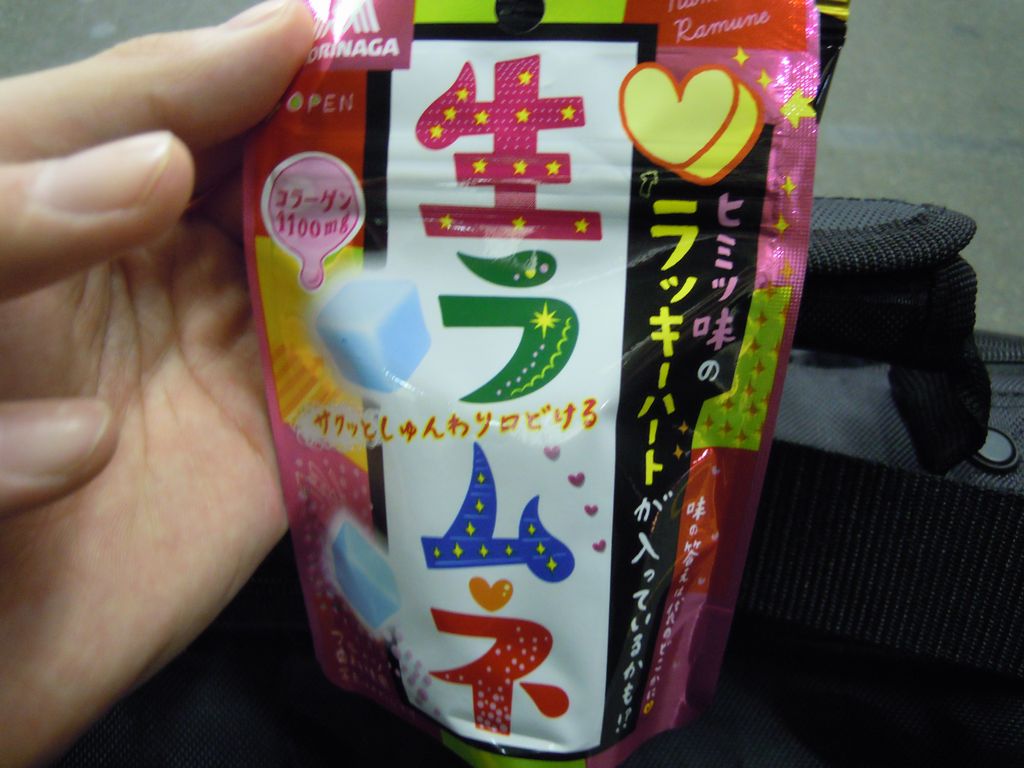 MORINAGA
Ramune
OPEN
コラーゲン
1100mg
生ラムネ
サクッとしゅんわり口どける
ヒミツ味の
ラッキーハート
が入っているかも!?